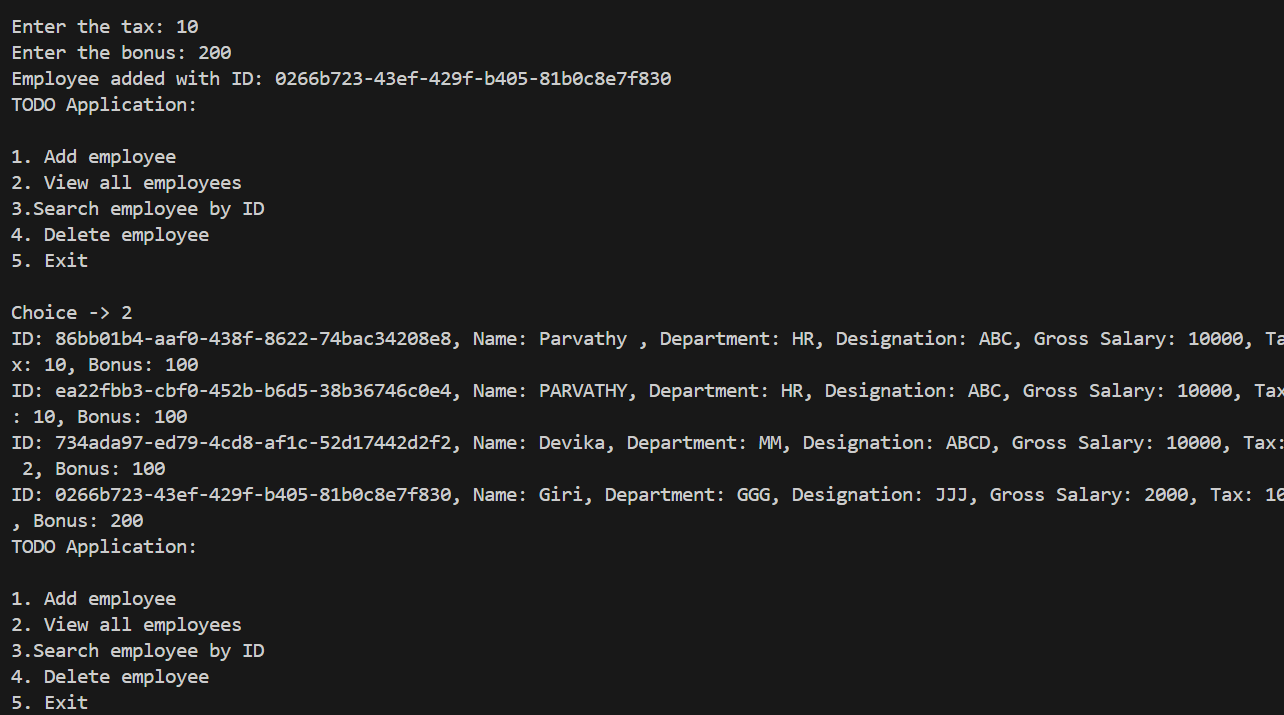 Enter the tax: 10
Enter the bonus: 200
Employee added with ID: 0266b723-43ef-429f-b405-81b0c8e7f830
TODO Application:
1. Add employee
2. View all employees
3.Search employee by ID
4. Delete employee
5. Exit
Choice -> 2
ID: 86bb01b4-aaf0-438f-8622-74bac34208e8, Name: Parvathy , Department: HR, Designation: ABC, Gross Salary: 10000, Ta
x: 10, Bonus: 100
ID: ea22fbb3-cbf0-452b-b6d5-38b36746c0e4, Name: PARVATHY, Department: HR, Designation: ABC, Gross Salary: 10000, Tax
: 10, Bonus: 100
ID: 734ada97-ed79-4cd8-af1c-52d17442d2f2, Name: Devika, Department: MM, Designation: ABCD, Gross Salary: 10000, Tax:
 2, Bonus: 100
ID: 0266b723-43ef-429f-b405-81b0c8e7f830, Name: Giri, Department: GGG, Designation: JJJ, Gross Salary: 2000, Tax: 10
, Bonus: 200
TODO Application:
1. Add employee
2. View all employees
3.Search employee by ID
4. Delete employee
5. Exit